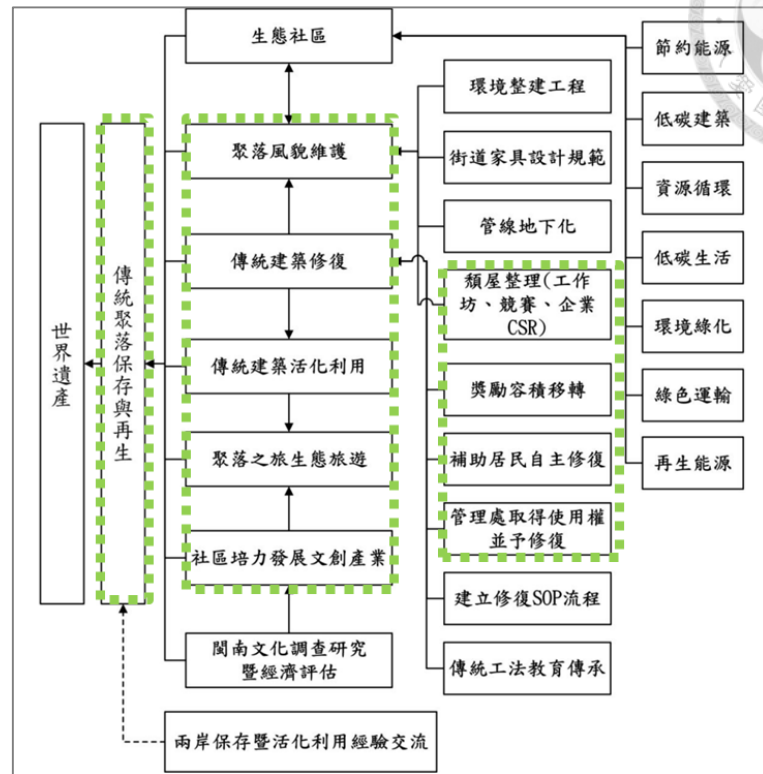 世界遺產
傳統聚落保存與再生
生態社區
聚落風貌維護
傳統建築修復
傳統建築活化利用
聚落之旅生態旅遊
社區培力發展文創產業
閩南文化調查研究
暨經濟評估
兩岸保存暨活化利用經驗交流
環境整建工程
街道家具設計規範
管線地下化
頹屋整理(工作
坊、競賽、企業
CSR)
獎勵容積移轉
補助居民自主修復
管理處取得使用權
並予修復
建立修復SOP流程
傳統工法教育傳承
節約能源
低碳建築
資源循環
低碳生活
環境綠化
綠色運輸
再生能源